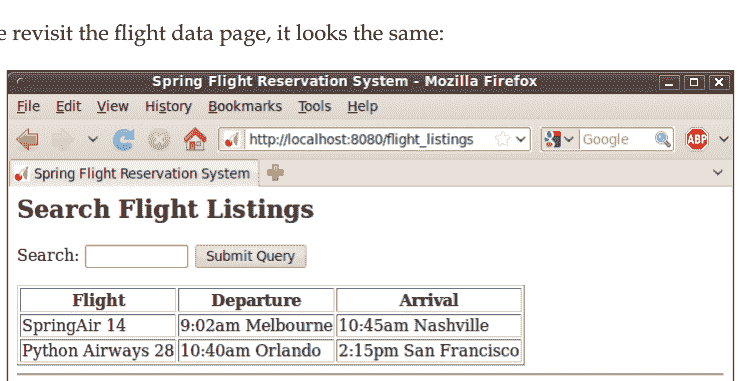 e revisit the flight data page, it looks the same:
Spring Flight Reservation System - Mozilla Firefox
File Edit View History Bookmarks Tools Help
http://localhost:8080/flight_listings Google ABP
Spring Flight Reservation System
Search Flight Listings
Search: Submit Query
Flight Departure Arrival
SpringAir 14 9:02am Melbourne 10:45am Nashville
Python Airways 28 10:40am Orlando 2:15pm San Francisco